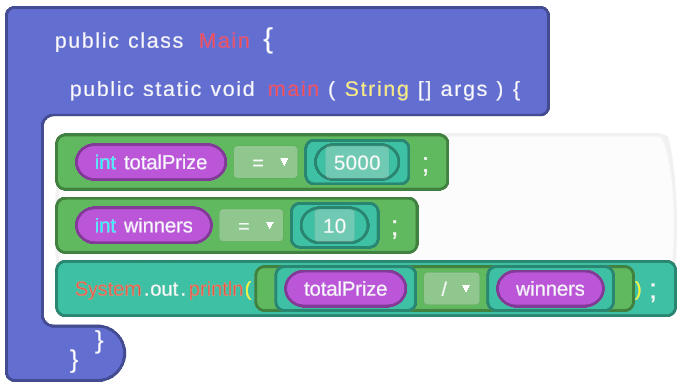 public class Main {
public static void main ( String [] args ) {
int totalPrize = ▼ 5000 ;
int winners = ▼ 10 ;
System.out.println( totalPrize / ▼ winners ) ;
}
}